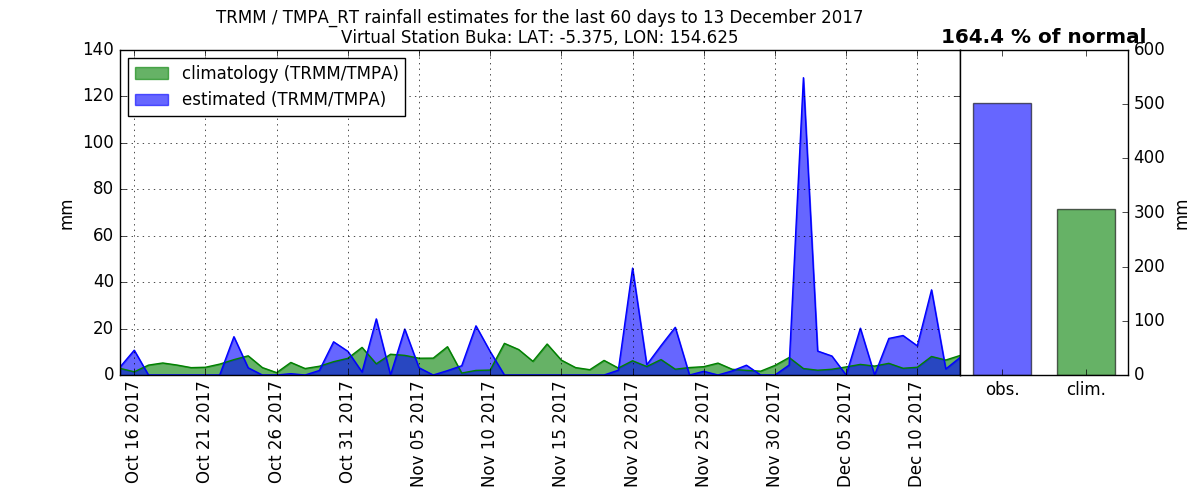 TRMM / TMPA_RT rainfall estimates for the last 60 days to 13 December 2017
Virtual Station Buka: LAT: -5.375, LON: 154.625
164.4 % of normal
climatology (TRMM/TMPA)
estimated (TRMM/TMPA)
140
120
100
80
60
40
20
0
mm
Oct 16 2017
Oct 21 2017
Oct 26 2017
Oct 31 2017
Nov 05 2017
Nov 10 2017
Nov 15 2017
Nov 20 2017
Nov 25 2017
Nov 30 2017
Dec 05 2017
Dec 10 2017
600
500
400
300
200
100
0
mm
obs.
clim.